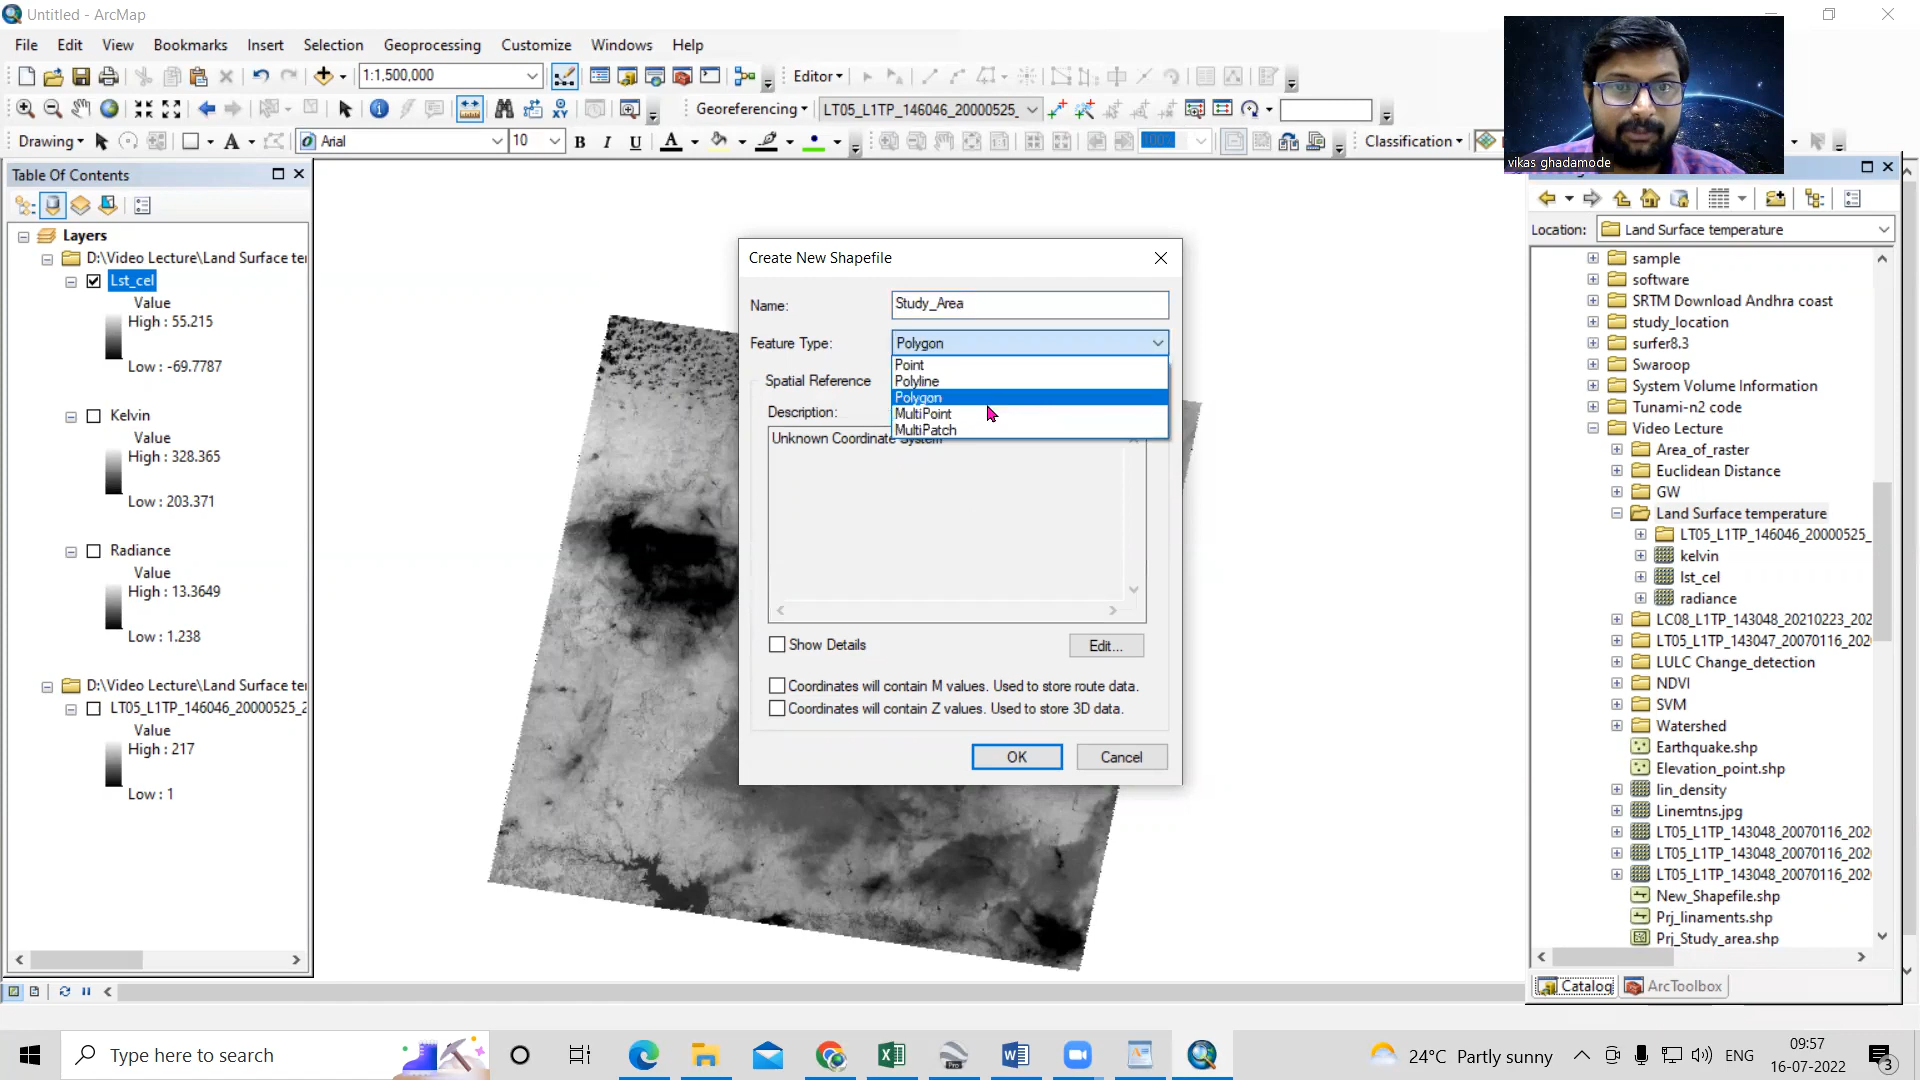 Untitled - ArcMap
File Edit View Bookmarks Insert Selection Geoprocessing Customize Windows Help
1:1,500,000
Editor
Georeferencing
LT05_L1TP_146046_20000525_
Drawing
Arial
10
B I U A
100%
Classification
vikas ghadamode
Table Of Contents
Layers
D:\Video Lecture\Land Surface te
Lst_cel
Value
High : 55.215
Low : -69.7787
Kelvin
Value
High : 328.365
Low : 203.371
Radiance
Value
High : 13.3649
Low : 1.238
D:\Video Lecture\Land Surface te
LT05_L1TP_146046_20000525_2
Value
High : 217
Low : 1
Create New Shapefile
Name:
Study_Area
Feature Type:
Polygon
Point
Polyline
Polygon
MultiPoint
MultiPatch
Spatial Reference
Description:
Unknown Coordinate System
Show Details
Edit...
Coordinates will contain M values. Used to store route data.
Coordinates will contain Z values. Used to store 3D data.
OK
Cancel
Location:
Land Surface temperature
sample
software
SRTM Download Andhra coast
study_location
surfer8.3
Swaroop
System Volume Information
Tunami-n2 code
Video Lecture
Area_of_raster
Euclidean Distance
GW
Land Surface temperature
LT05_L1TP_146046_20000525_
kelvin
lst_cel
radiance
LC08_L1TP_143048_20210223_202
LT05_L1TP_143047_20070116_202
LULC Change_detection
NDVI
SVM
Watershed
Earthquake.shp
Elevation_point.shp
lin_density
Linemtns.jpg
LT05_L1TP_143048_20070116_202
LT05_L1TP_143048_20070116_202
LT05_L1TP_143048_20070116_202
New_Shapefile.shp
Prj_linaments.shp
Prj_Study_area.shp
Catalog
ArcToolbox
Type here to search
24°C Partly sunny
ENG
09:57
16-07-2022
3